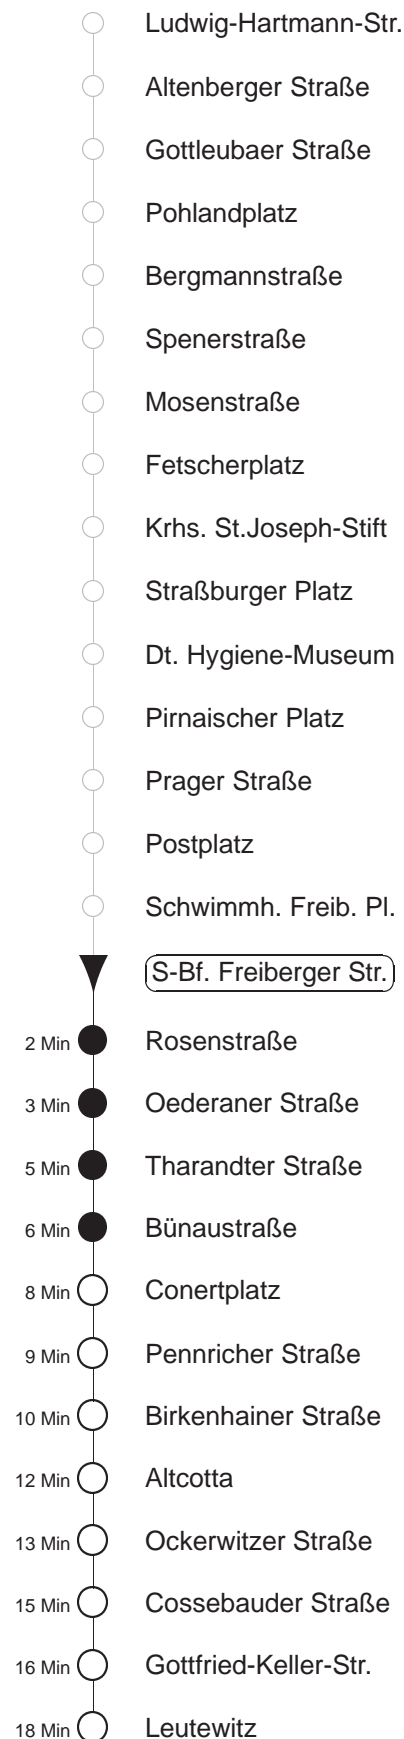 Ludwig-Hartmann-Str.
Altenberger Straße
Gottleubaer Straße
Pohlandplatz
Bergmannstraße
Spenerstraße
Mosenstraße
Fetscherplatz
Krhs. St.Joseph-Stift
Straßburger Platz
Dt. Hygiene-Museum
Pirnaischer Platz
Prager Straße
Postplatz
Schwimmh. Freib. Pl.
S-Bf. Freiberger Str.
2 Min Rosenstraße
3 Min Oederaner Straße
5 Min Tharandter Straße
6 Min Bünaustraße
8 Min Conertplatz
9 Min Pennricher Straße
10 Min Birkenhainer Straße
12 Min Altcotta
13 Min Ockerwitzer Straße
15 Min Cossebauder Straße
16 Min Gottfried-Keller-Str.
18 Min Leutewitz